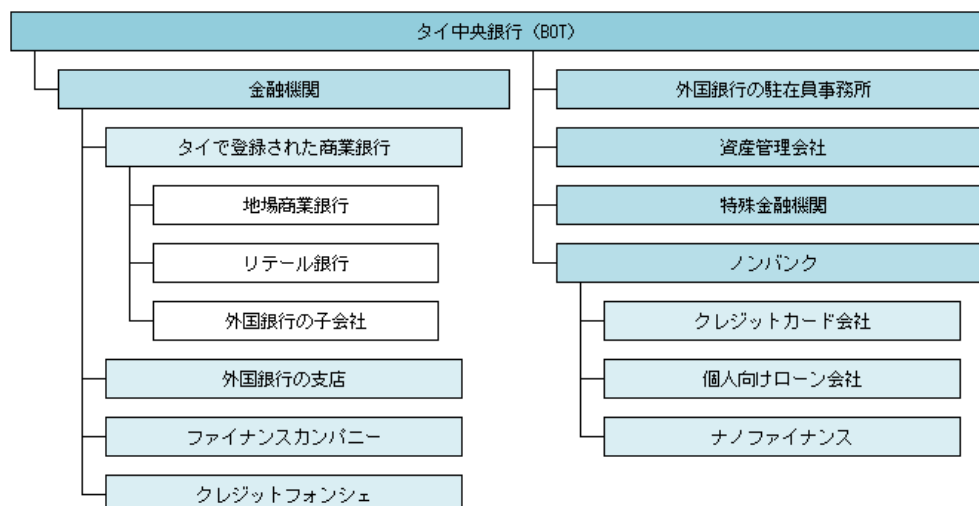 タイ中央銀行（BOT）
金融機関
タイで登録された商業銀行
地場商業銀行
リテール銀行
外国銀行の子会社
外国銀行の支店
ファイナンスカンパニー
クレジットフォンシェ
外国銀行の駐在員事務所
資産管理会社
特殊金融機関
ノンバンク
クレジットカード会社
個人向けローン会社
ナノファイナンス